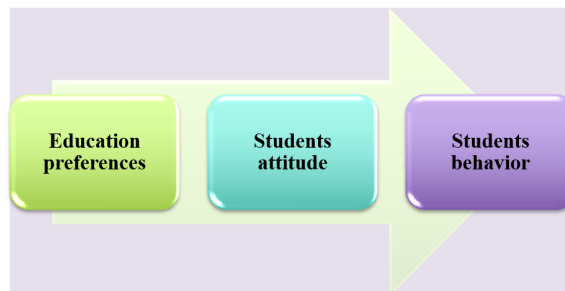 Education
preferences
Students
attitude
Students
behavior